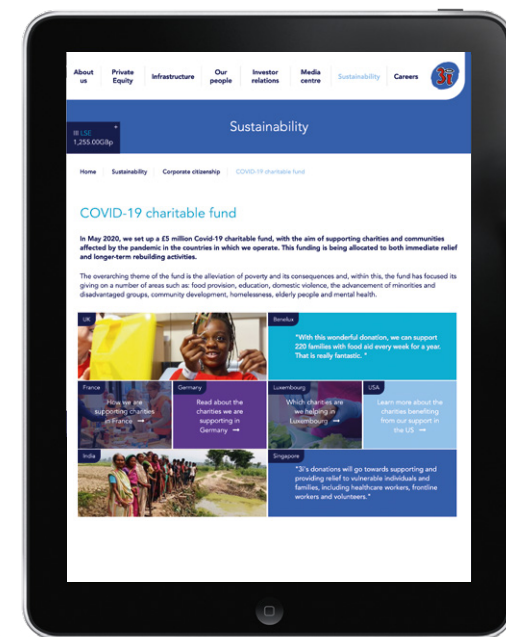 About us
Private Equity
Infrastructure
Our people
Investor relations
Media centre
Sustainability
Careers
3i
III LSE
1,255.00GBp
Sustainability
Home
Sustainability
Corporate citizenship
COVID-19 charitable fund
COVID-19 charitable fund
In May 2020, we set up a £5 million Covid-19 charitable fund, with the aim of supporting charities and communities
affected by the pandemic in the countries in which we operate. This funding is being allocated to both immediate relief
and longer-term rebuilding activities.
The overarching theme of the fund is the alleviation of poverty and its consequences and, within this, the fund has focused its
giving on a number of areas such as: food provision, education, domestic violence, the advancement of minorities and
disadvantaged groups, community development, homelessness, elderly people and mental health.
UK
Benelux
"With this wonderful donation, we can support
220 families with food aid every week for a year.
That is really fantastic. "
France
How we are
supporting charities
in France →
Germany
Read about the
charities we are
supporting in
Germany →
Luxembourg
Which charities are
we helping in
Luxembourg →
USA
Learn more about the
charities benefiting
from our support in
the US →
India
Singapore
"3i's donations will go towards supporting and
providing relief to vulnerable individuals and
families, including healthcare workers, frontline
workers and volunteers."